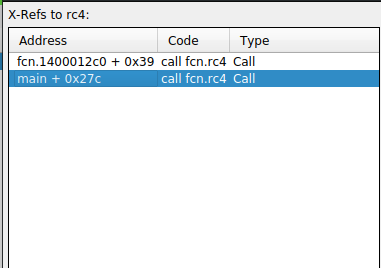 X-Refs to rc4:
Address Code Type
fcn.1400012c0 + 0x39 call fcn.rc4 Call
main + 0x27c call fcn.rc4 Call